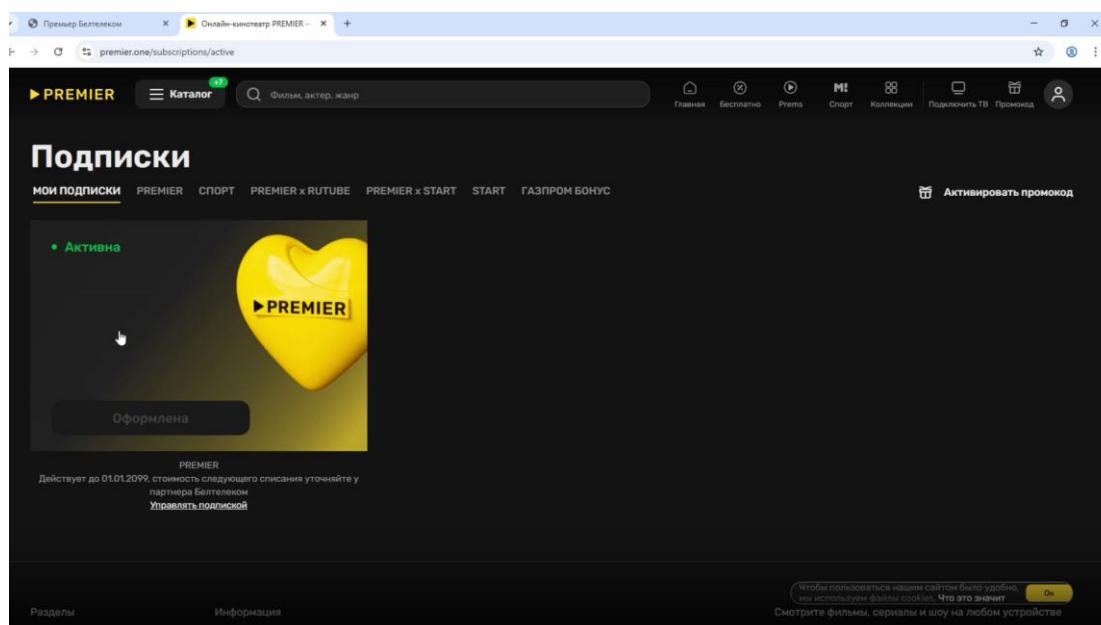 Премьер Белтелеком
Онлайн-кинотеатр PREMIER –
premier.one/subscriptions/active
PREMIER
Каталог
+7
Фильм, актер, жанр
Главная
Бесплатно
Prems
M!
Спорт
Коллекции
Подключить ТВ
Промокод
Подписки
МОИ ПОДПИСКИ PREMIER СПОРТ PREMIER x RUTUBE PREMIER x START START ГАЗПРОМ БОНУС
Активировать промокод
• Активна
PREMIER
Оформлена
PREMIER
Действует до 01.01.2099, стоимость следующего списания уточняйте у
партнера Белтелеком
Управлять подпиской
Чтобы пользоваться нашим сайтом было удобно,
мы используем файлы cookies. Что это значит
Ок
Разделы
Информация
Смотрите фильмы, сериалы и шоу на любом устройстве